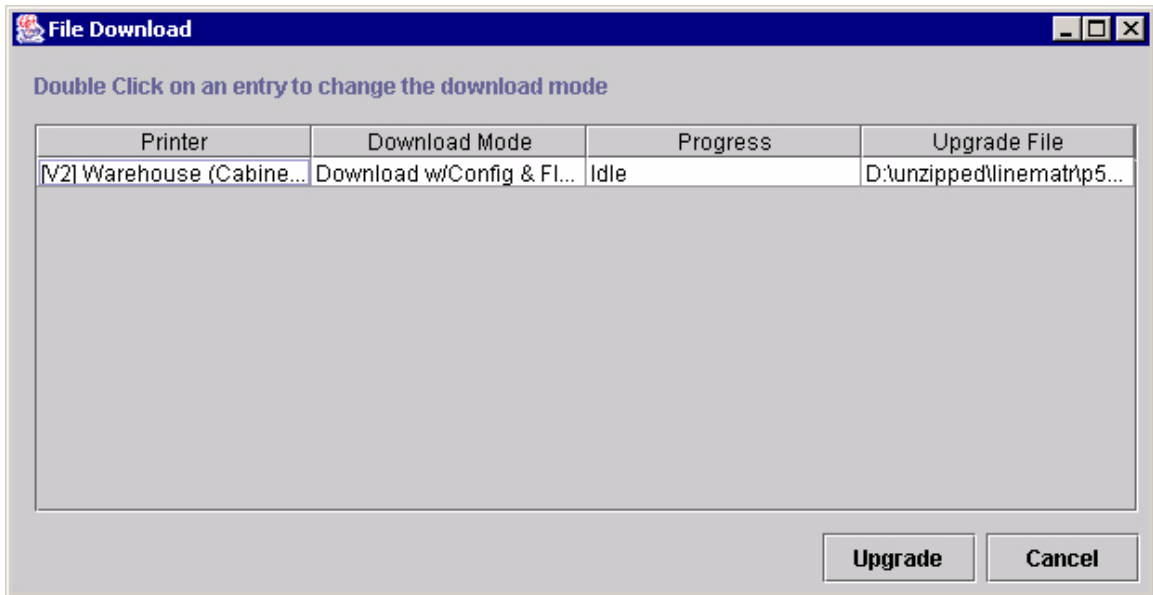 File Download
Double Click on an entry to change the download mode
Printer Download Mode Progress Upgrade File
[V2] Warehouse (Cabine... Download w/Config & Fl... Idle D:\unzipped\linematr\p5...
Upgrade Cancel